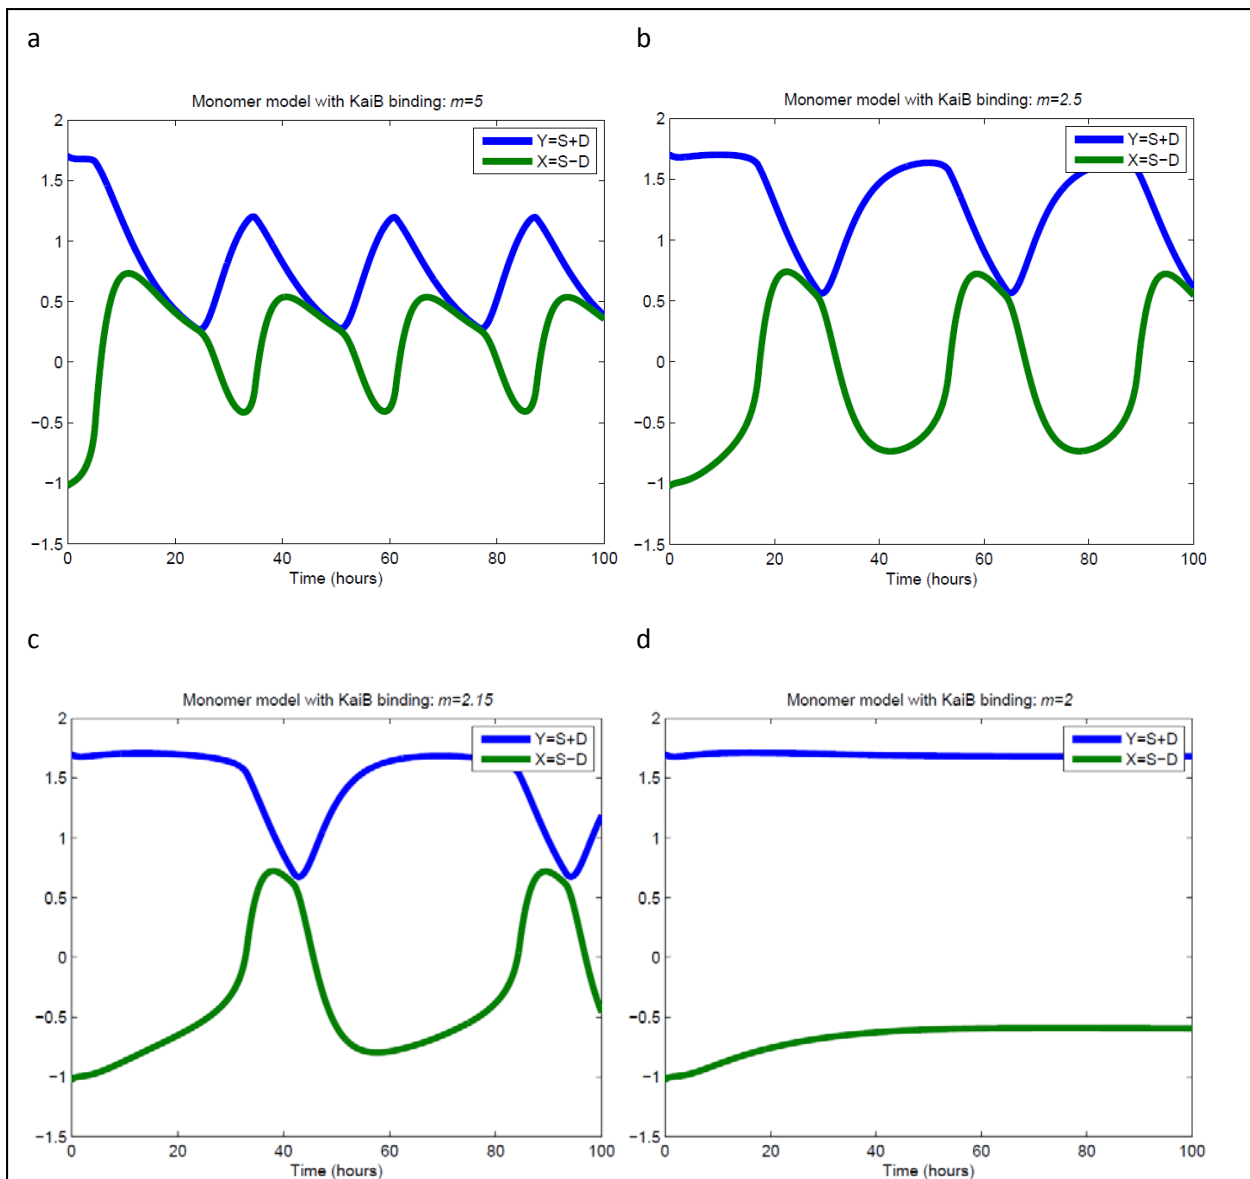 a
Monomer model with KaiB binding: m=5
2
1.5
1
0.5
0
−0.5
−1
−1.5
Y=S+D
X=S−D
0 20 40 60 80 100
Time (hours)
b
Monomer model with KaiB binding: m=2.5
2
1.5
1
0.5
0
−0.5
−1
−1.5
Y=S+D
X=S−D
0 20 40 60 80 100
Time (hours)
c
Monomer model with KaiB binding: m=2.15
2
1.5
1
0.5
0
−0.5
−1
−1.5
Y=S+D
X=S−D
0 20 40 60 80 100
Time (hours)
d
Monomer model with KaiB binding: m=2
2
1.5
1
0.5
0
−0.5
−1
−1.5
Y=S+D
X=S−D
0 20 40 60 80 100
Time (hours)